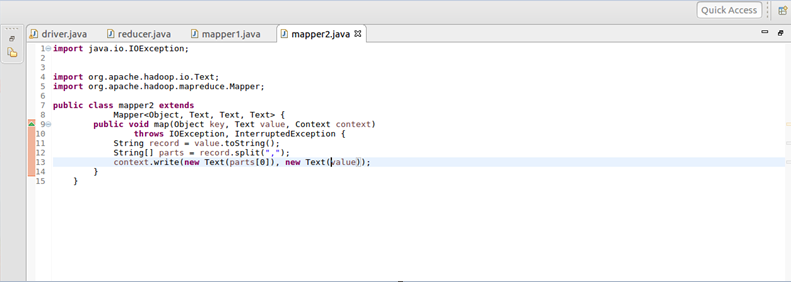 Quick Access
driver.java reducer.java mapper1.java mapper2.java
1 import java.io.IOException;
2
3
4 import org.apache.hadoop.io.Text;
5 import org.apache.hadoop.mapreduce.Mapper;
6
7 public class mapper2 extends
8 Mapper<Object, Text, Text, Text> {
9 public void map(Object key, Text value, Context context)
10 throws IOException, InterruptedException {
11 String record = value.toString();
12 String[] parts = record.split(",");
13 context.write(new Text(parts[0]), new Text(value));
14 }
15 }